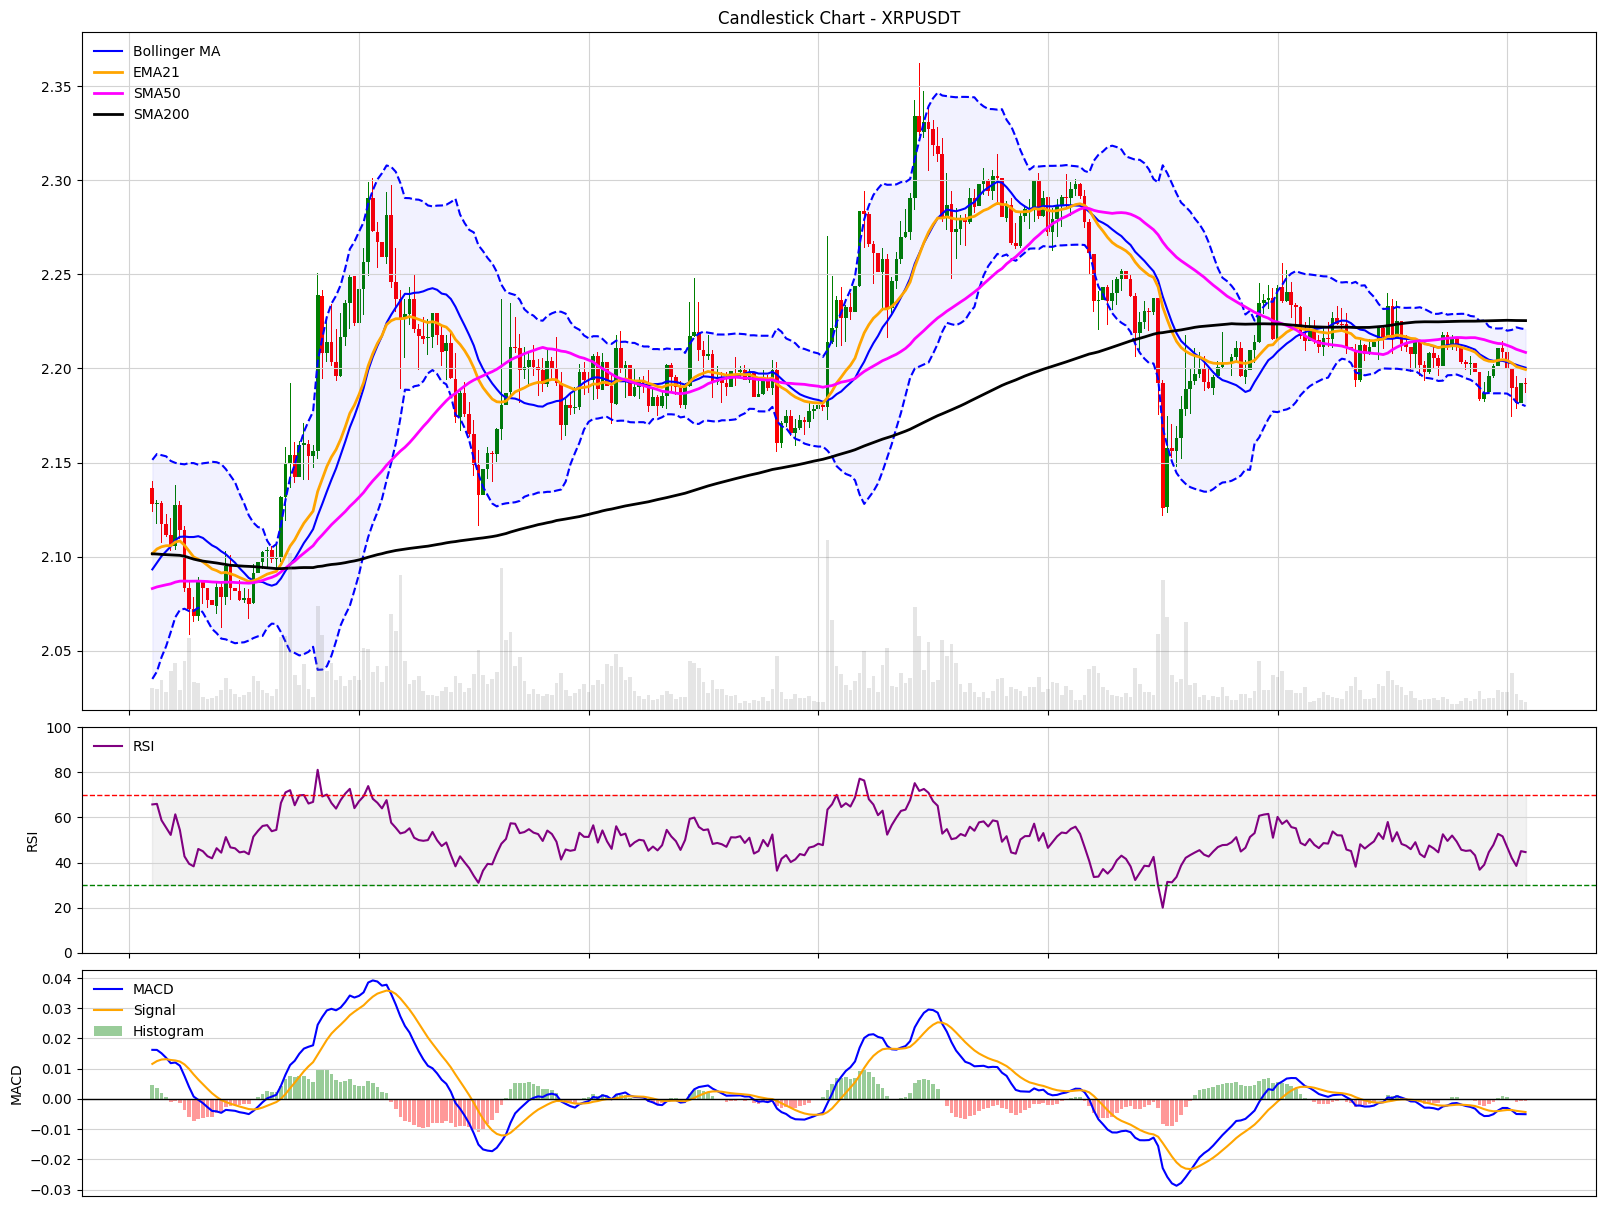 Candlestick Chart - XRPUSDT
Bollinger MA
EMA21
SMA50
SMA200
2.35
2.30
2.25
2.20
2.15
2.10
2.05
RSI
100
80
60
40
20
0
RSI
MACD
Signal
Histogram
0.04
0.03
0.02
0.01
0.00
−0.01
−0.02
−0.03
MACD